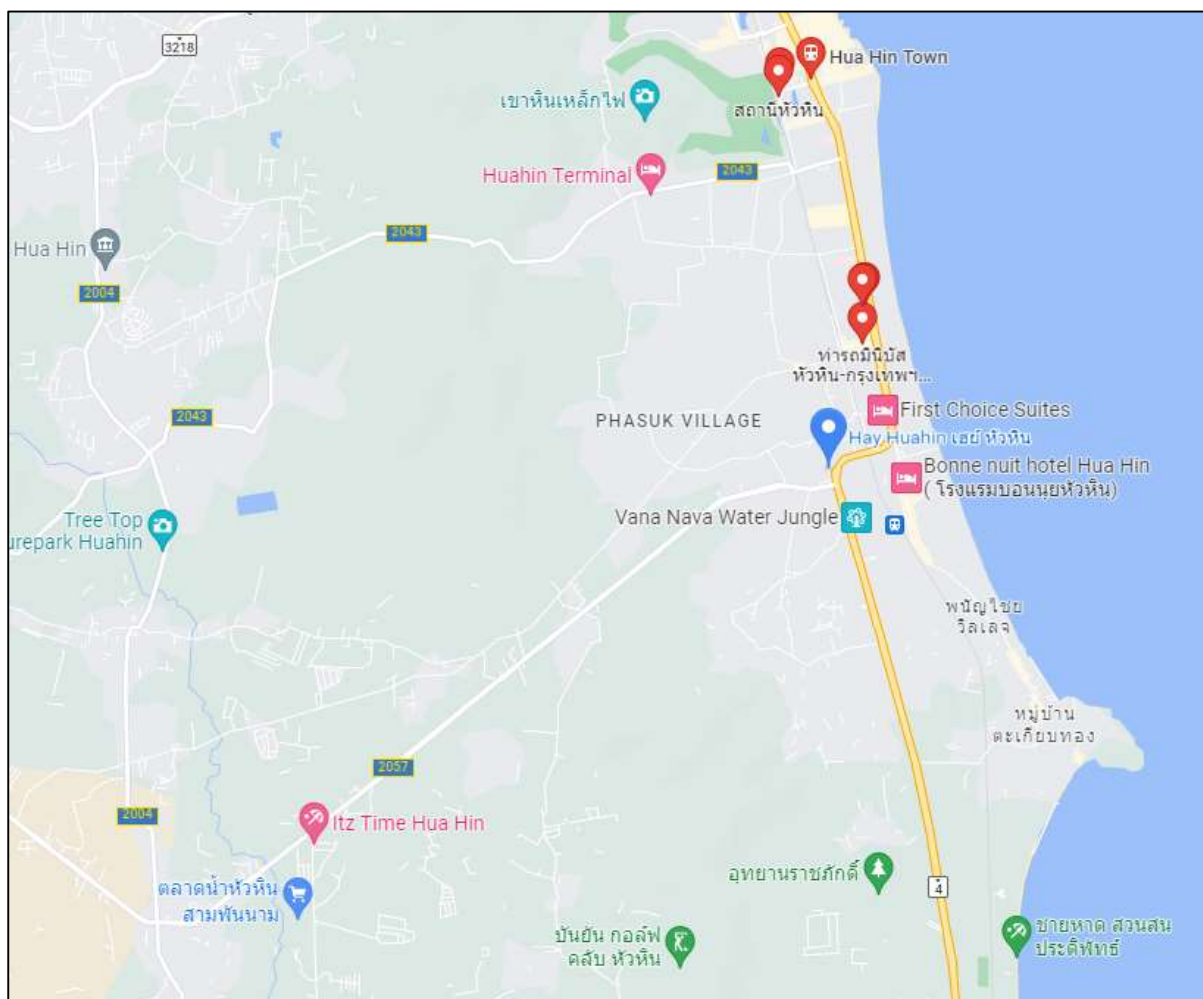 3218
Hua Hin Town
เขาหินเหล็กไฟ
สถานีหัวหิน
Huahin Terminal
2043
2043
Hua Hin
2004
ท่ารถมินิบัส
หัวหิน-กรุงเทพฯ...
2043
PHASUK VILLAGE
First Choice Suites
Hay Huahin เฮย์ หัวหิน
Bonne nuit hotel Hua Hin
( โรงแรมบอนนุยหัวหิน)
Vana Nava Water Jungle
Tree Top
urepark Huahin
พนัญไชย
วิลเลจ
หมู่บ้าน
ตะเกียบทอง
2057
2004
Itz Time Hua Hin
อุทยานราชภักดิ์
4
ตลาดน้ำหัวหิน
สามพันนาม
บันยัน กอล์ฟ
คลับ หัวหิน
ชายหาด สวนสน
ประดิพัทธ์